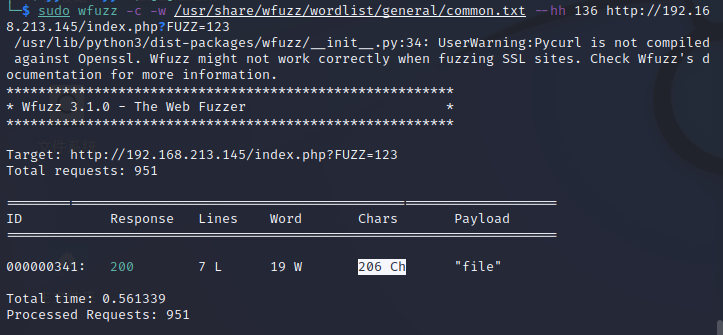 └─$ sudo wfuzz -c -w /usr/share/wfuzz/wordlist/general/common.txt --hh 136 http://192.16
8.213.145/index.php?FUZZ=123
/usr/lib/python3/dist-packages/wfuzz/__init__.py:34: UserWarning:Pycurl is not compiled
against Openssl. Wfuzz might not work correctly when fuzzing SSL sites. Check Wfuzz's d
ocumentation for more information.
********************************************************
* Wfuzz 3.1.0 - The Web Fuzzer                         *
********************************************************
Target: http://192.168.213.145/index.php?FUZZ=123
Total requests: 951
=====================================================================
ID           Response   Lines    Word       Chars       Payload
=====================================================================
000000341:   200        7 L      19 W       206 Ch      "file"
Total time: 0.561339
Processed Requests: 951